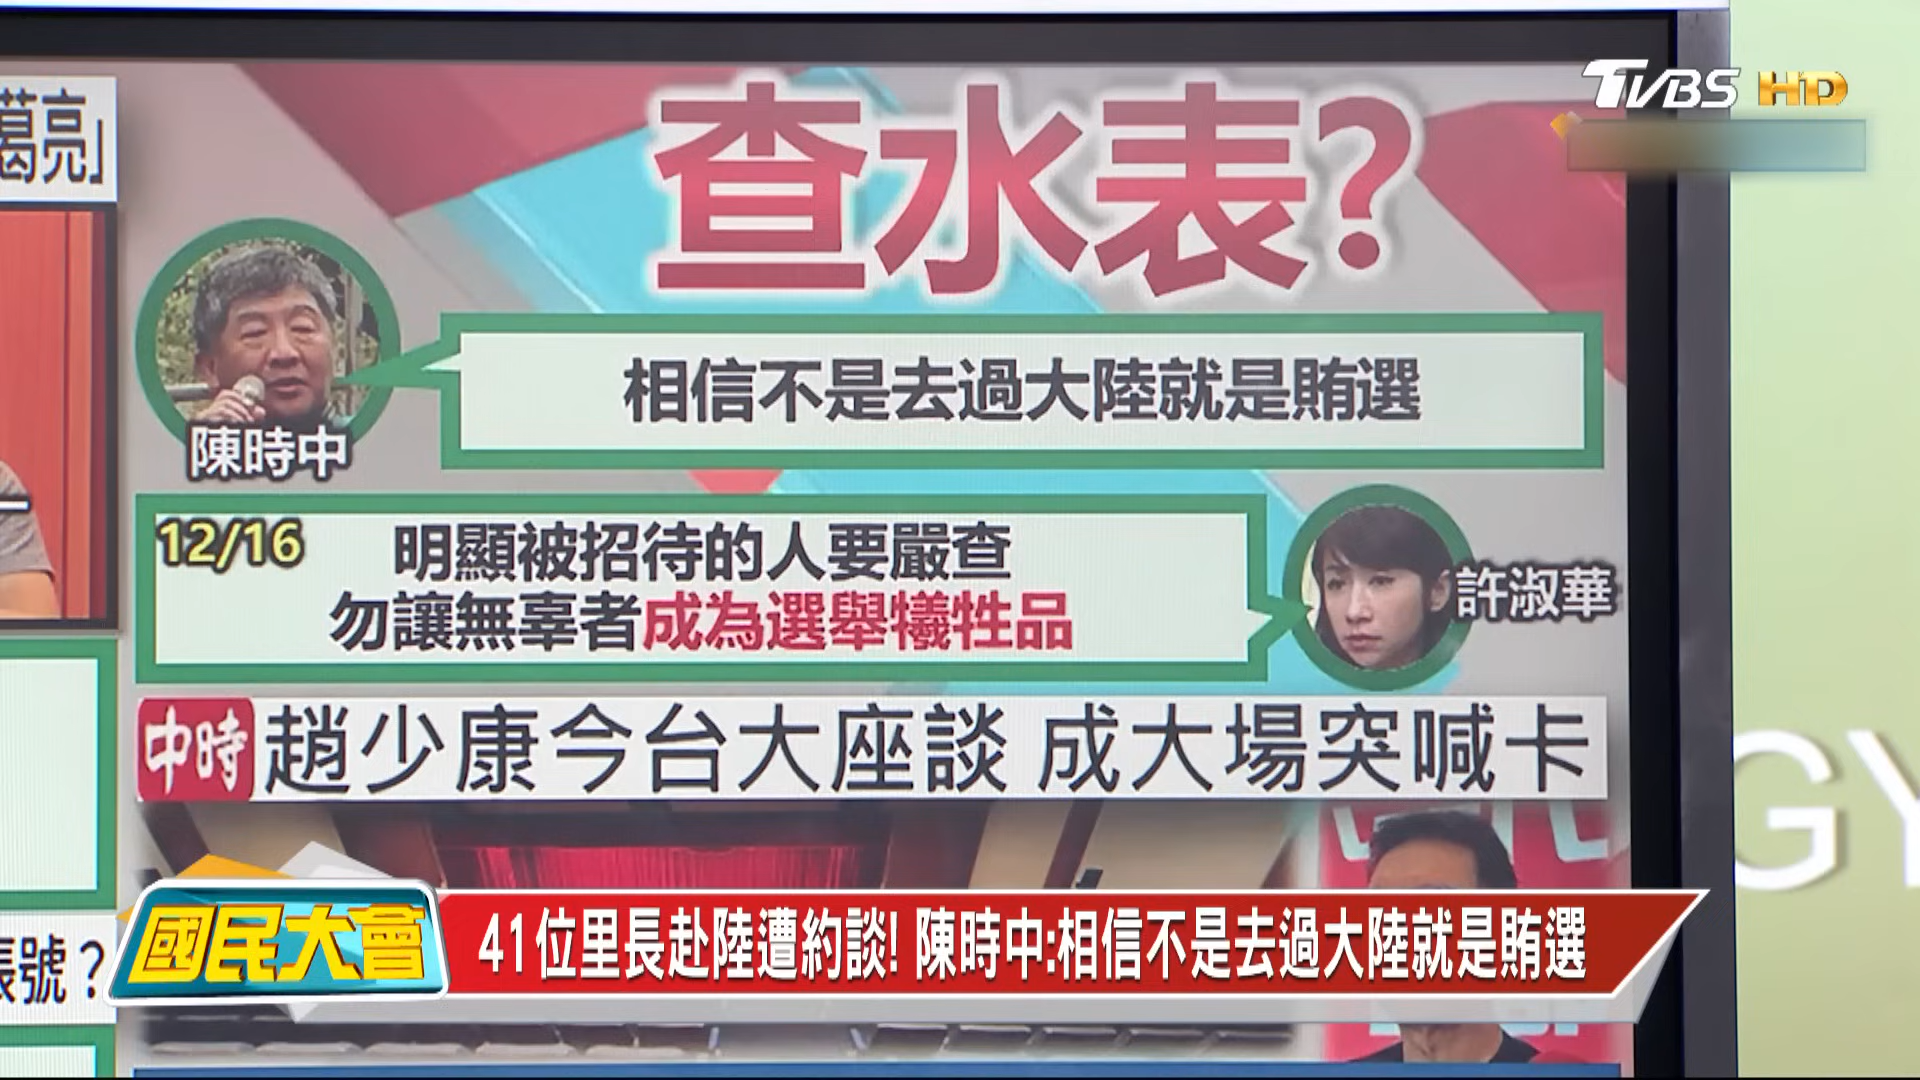 TVBS HD
葛亮」
查水表?
相信不是去過大陸就是賄選
陳時中
12/16
明顯被招待的人要嚴查
勿讓無辜者成為選舉犧牲品
許淑華
中時 趙少康今台大座談 成大場突喊卡
GY
號?
國民大會
41位里長赴陸遭約談! 陳時中:相信不是去過大陸就是賄選